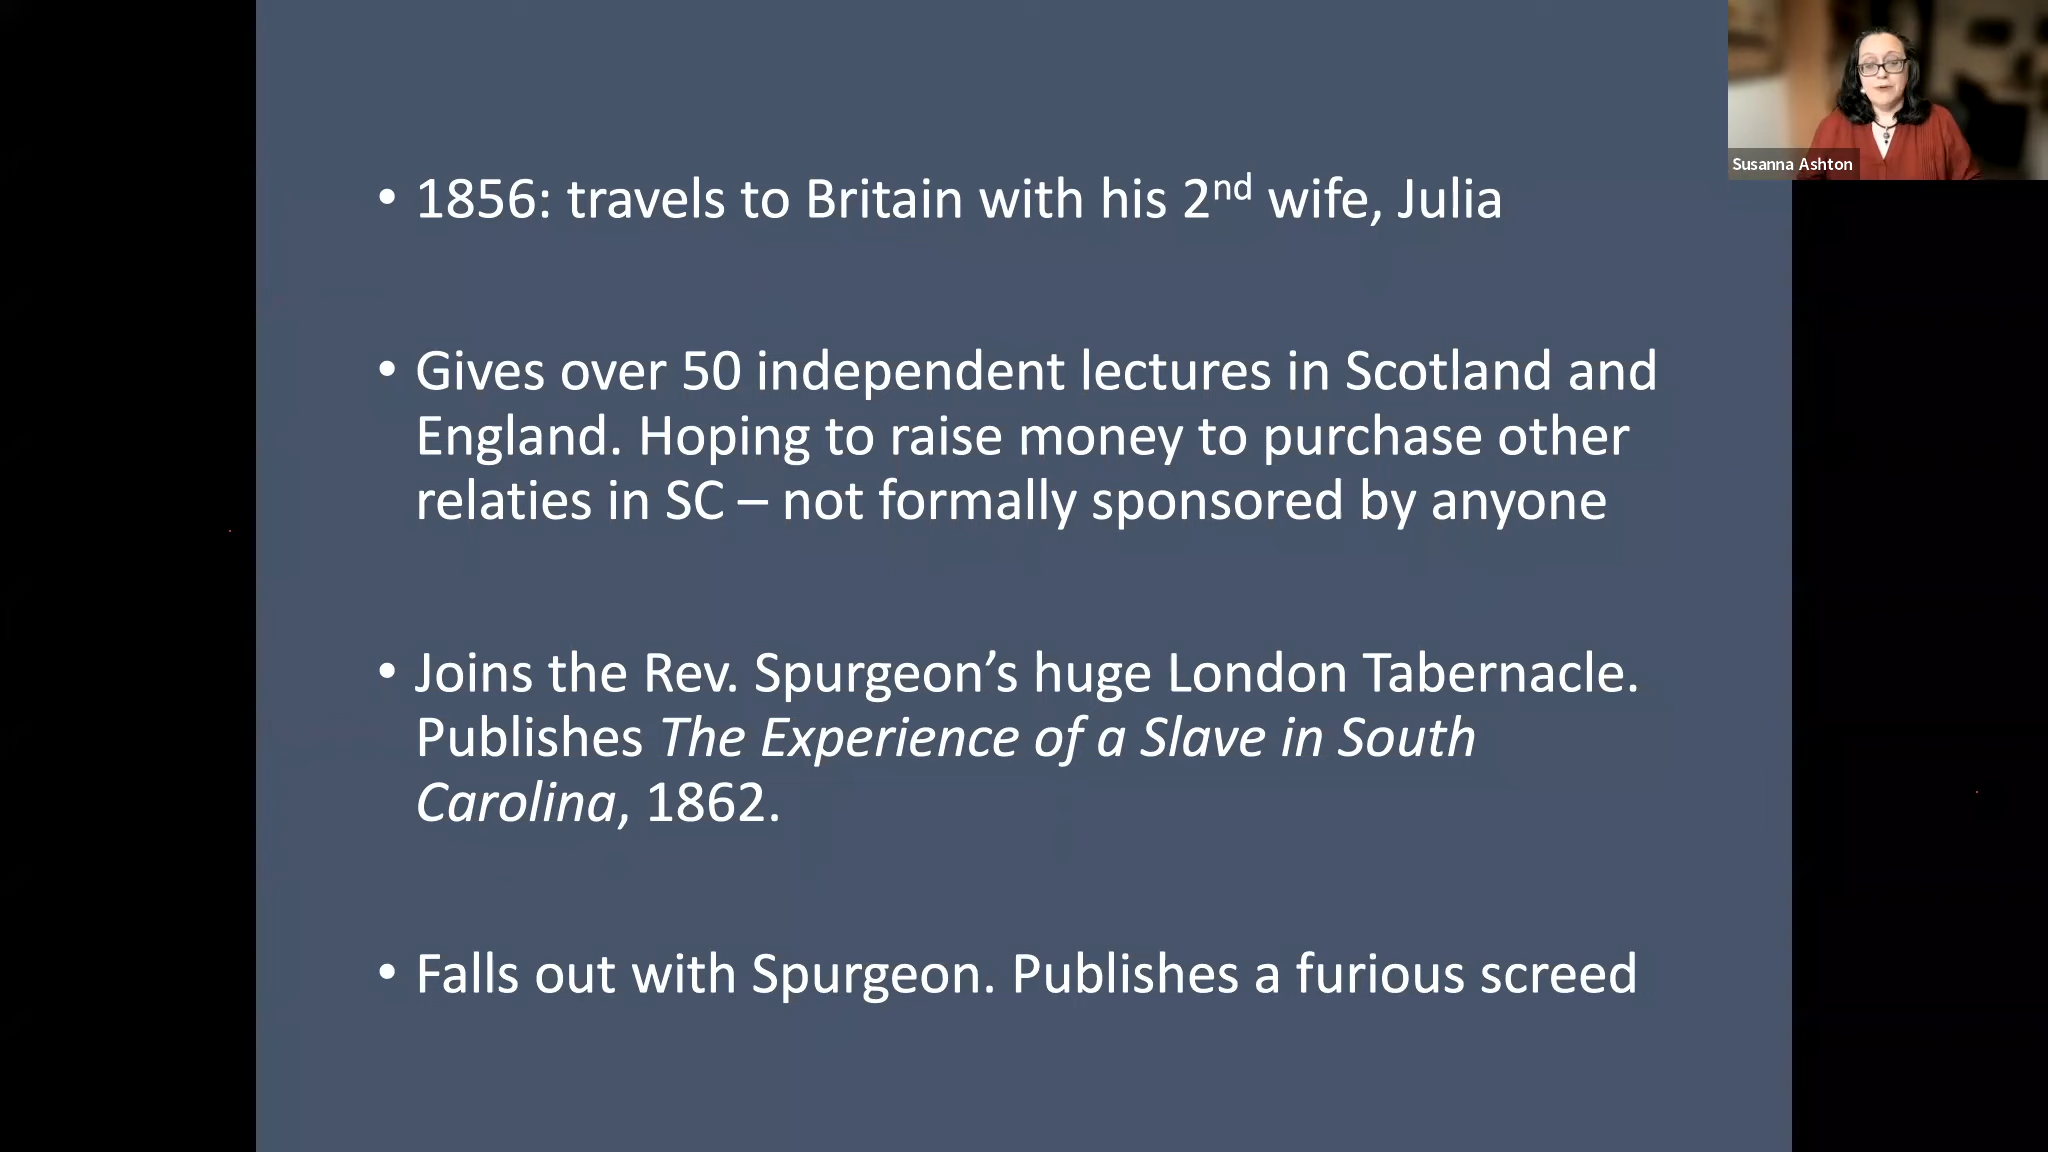 Susanna Ashton
• 1856: travels to Britain with his 2nd wife, Julia
• Gives over 50 independent lectures in Scotland and
England. Hoping to raise money to purchase other
relaties in SC – not formally sponsored by anyone
• Joins the Rev. Spurgeon’s huge London Tabernacle.
Publishes The Experience of a Slave in South
Carolina, 1862.
• Falls out with Spurgeon. Publishes a furious screed